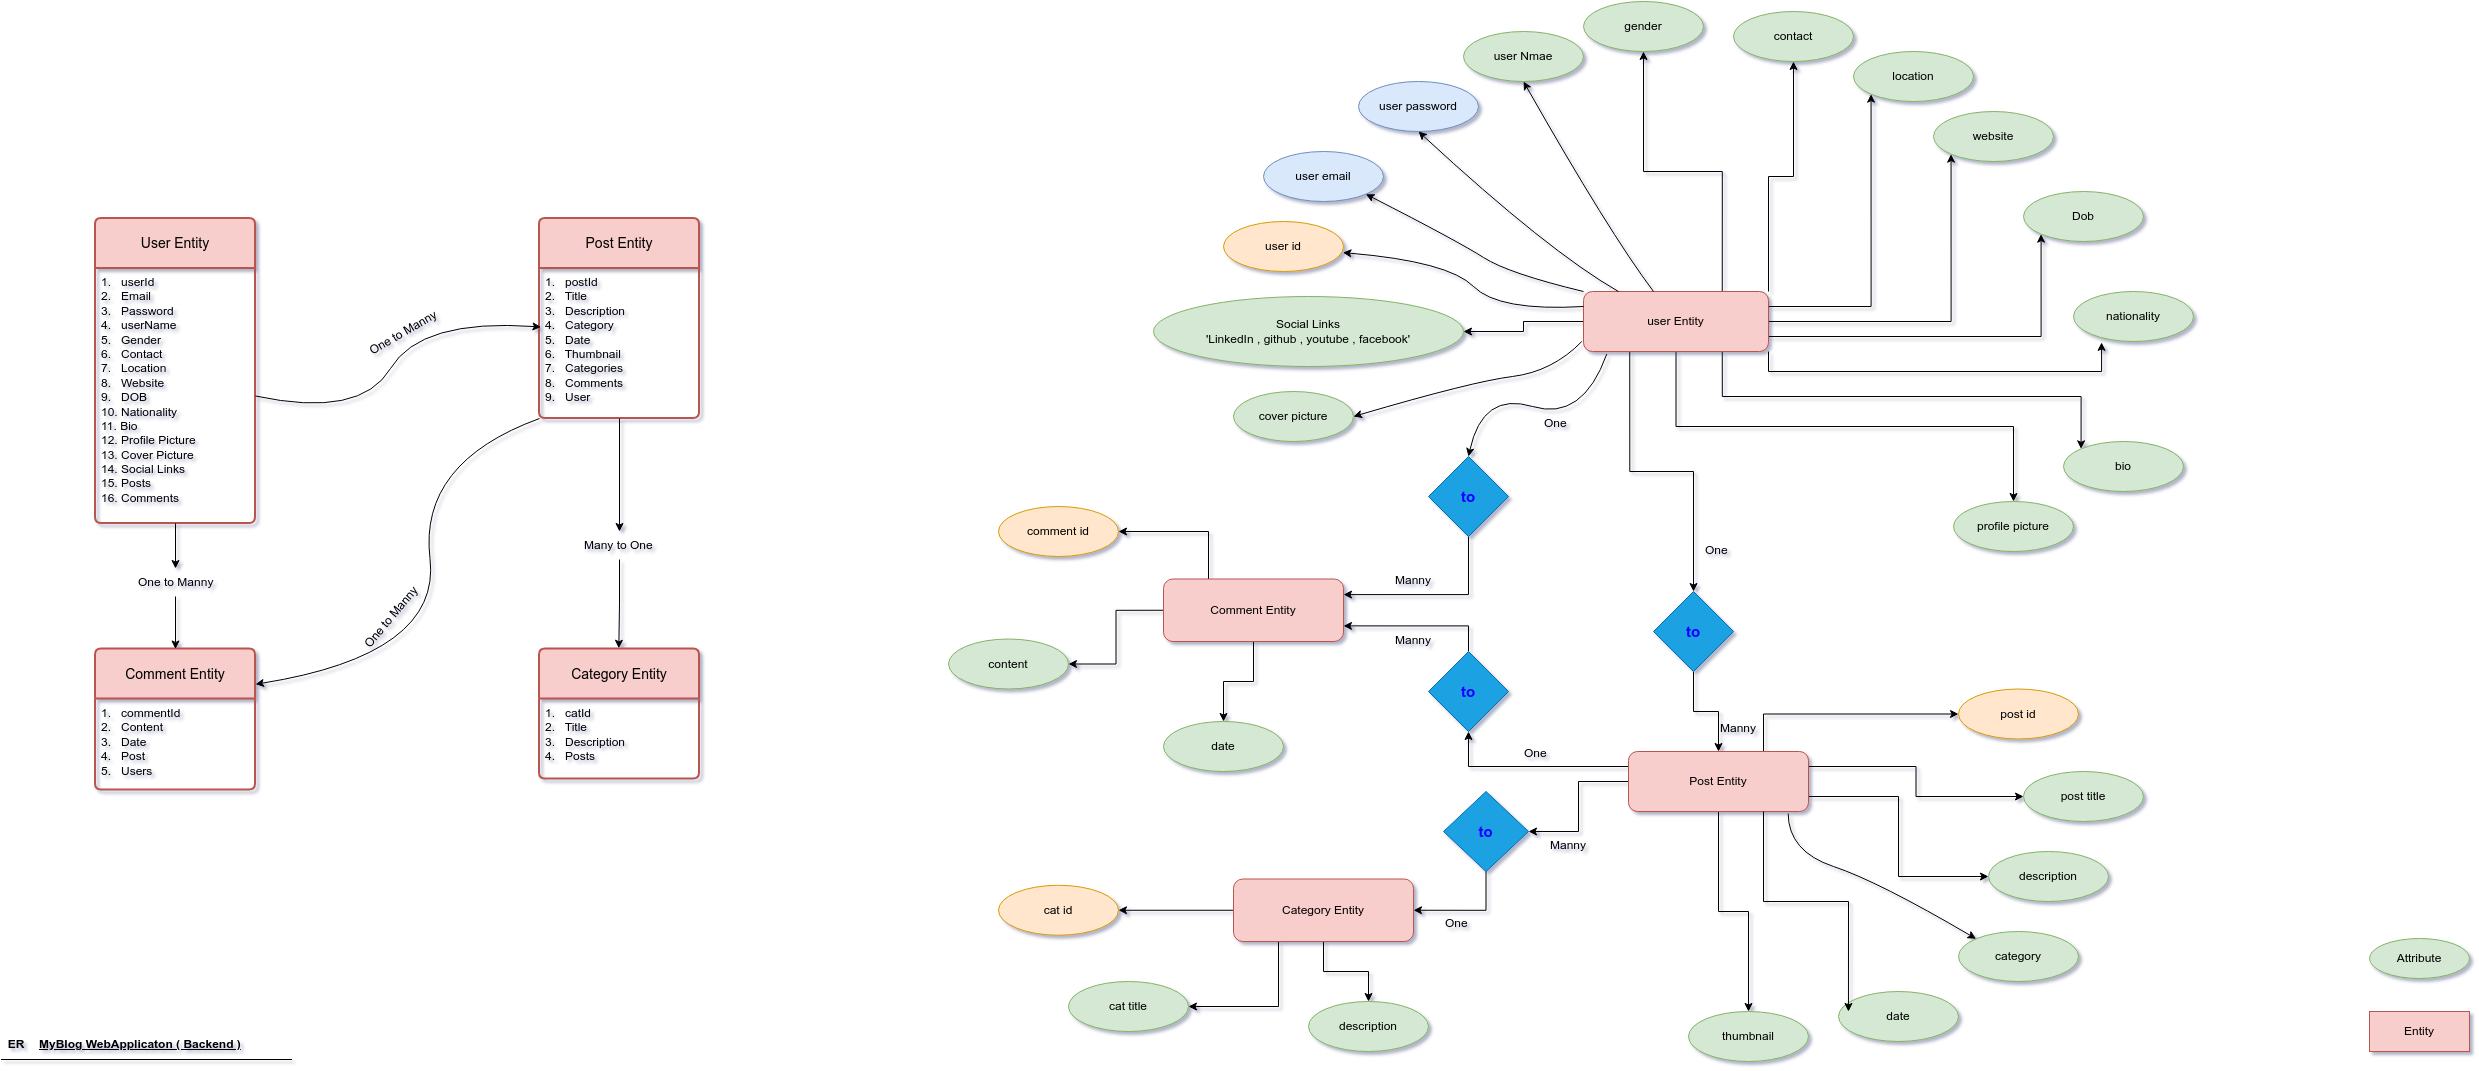 User Entity
1. userId
2. Email
3. Password
4. userName
5. Gender
6. Contact
7. Location
8. Website
9. DOB
10. Nationality
11. Bio
12. Profile Picture
13. Cover Picture
14. Social Links
15. Posts
16. Comments
One to Manny
Post Entity
1. postId
2. Title
3. Description
4. Category
5. Date
6. Thumbnail
7. Categories
8. Comments
9. User
One to Manny
One to Manny
Many to One
Comment Entity
1. commentId
2. Content
3. Date
4. Post
5. Users
Category Entity
1. catId
2. Title
3. Description
4. Posts
ER MyBlog WebApplicaton ( Backend )
gender
contact
user Nmae
location
user password
website
user email
Dob
user id
nationality
Social Links
'LinkedIn , github , youtube , facebook'
user Entity
cover picture
One
bio
to
profile picture
comment id
One
Manny
Comment Entity
to
Manny
content
to
date
One
Manny
post id
Post Entity
post title
to
Manny
description
cat id
Category Entity
One
category
cat title
description
thumbnail
date
Attribute
Entity